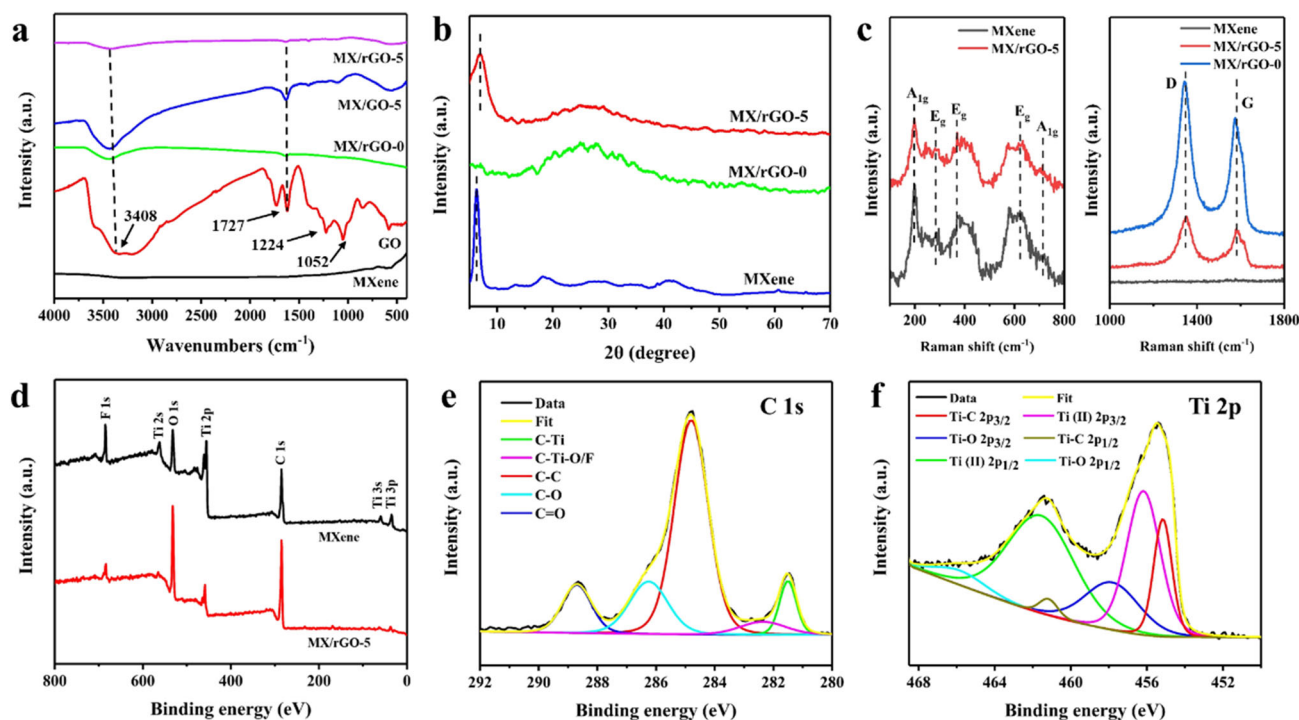 a
Intensity (a.u.)
MX/rGO-5
MX/GO-5
MX/rGO-0
3408
1727
1224
1052
GO
MXene
4000 3500 3000 2500 2000 1500 1000 500
Wavenumbers (cm-1)
b
Intensity (a.u.)
MX/rGO-5
MX/rGO-0
MXene
10 20 30 40 50 60 70
2θ (degree)
c
Intensity (a.u.)
MXene
MX/rGO-5
A1g
Eg
Eg
Eg
A1g
200 400 600 800
Raman shift (cm-1)
Intensity (a.u.)
MXene
MX/rGO-5
MX/rGO-0
D
G
1000 1400 1800
Raman shift (cm-1)
d
Intensity (a.u.)
F 1s
Ti 2s
O 1s
Ti 2p
C 1s
Ti 3s
Ti 3p
MXene
MX/rGO-5
800 600 400 200 0
Binding energy (eV)
e
C 1s
Intensity (a.u.)
Data
Fit
C-Ti
C-Ti-O/F
C-C
C-O
C=O
292 290 288 286 284 282 280
Binding energy (eV)
f
Ti 2p
Intensity (a.u.)
Data
Fit
Ti-C 2p3/2
Ti (II) 2p3/2
Ti-O 2p3/2
Ti-C 2p1/2
Ti (II) 2p1/2
Ti-O 2p1/2
468 464 460 456 452
Binding energy (eV)